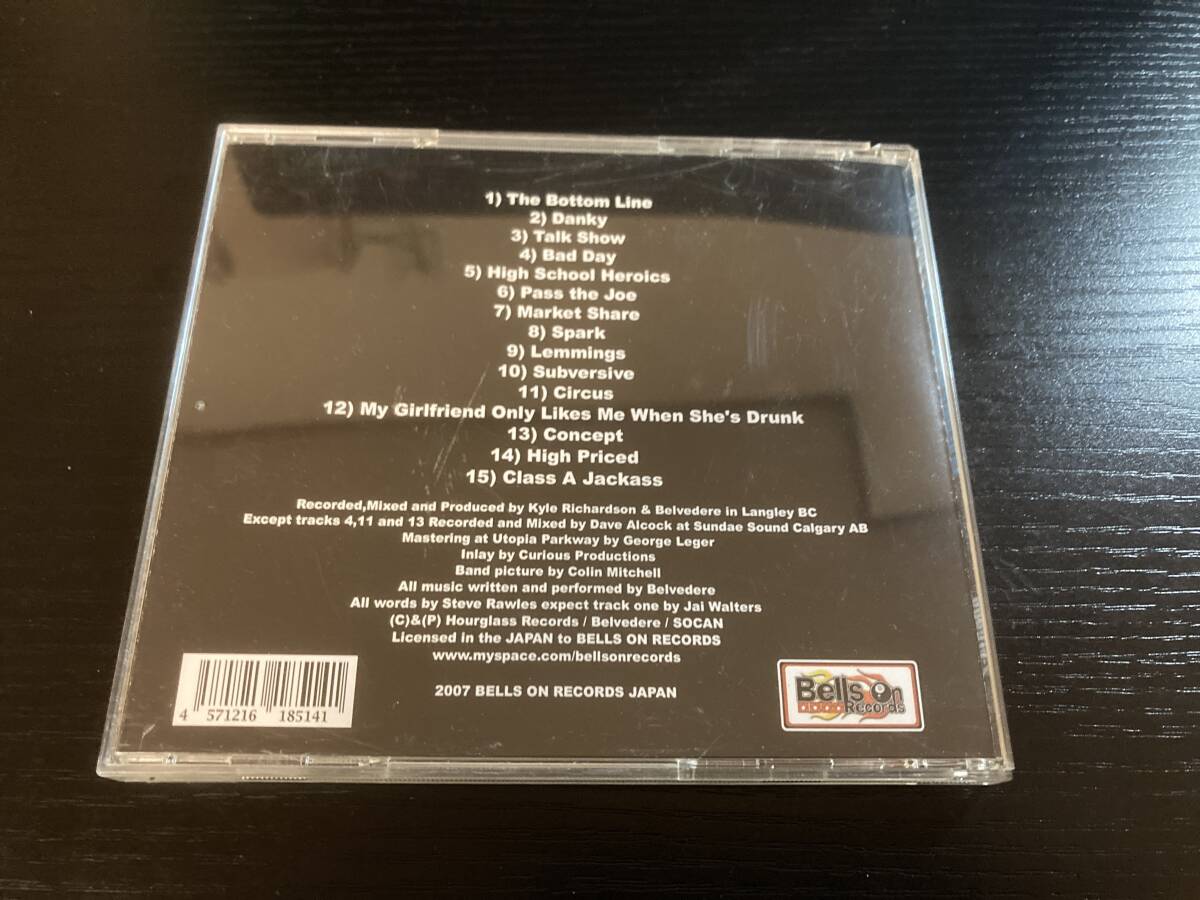 1) The Bottom Line
2) Danky
3) Talk Show
4) Bad Day
5) High School Heroics
6) Pass the Joe
7) Market Share
8) Spark
9) Lemmings
10) Subversive
11) Circus
12) My Girlfriend Only Likes Me When She's Drunk
13) Concept
14) High Priced
15) Class A Jackass
Recorded,Mixed and Produced by Kyle Richardson & Belvedere in Langley BC
Except tracks 4,11 and 13 Recorded and Mixed by Dave Alcock at Sundae Sound Calgary AB
Mastering at Utopia Parkway by George Leger
Inlay by Curious Productions
Band picture by Colin Mitchell
All music written and performed by Belvedere
All words by Steve Rawles expect track one by Jai Walters
(C)&(P) Hourglass Records / Belvedere / SOCAN
Licensed in the JAPAN to BELLS ON RECORDS
www.myspace.com/bellsonrecords
2007 BELLS ON RECORDS JAPAN
4 571216 185141
Bells On
Records